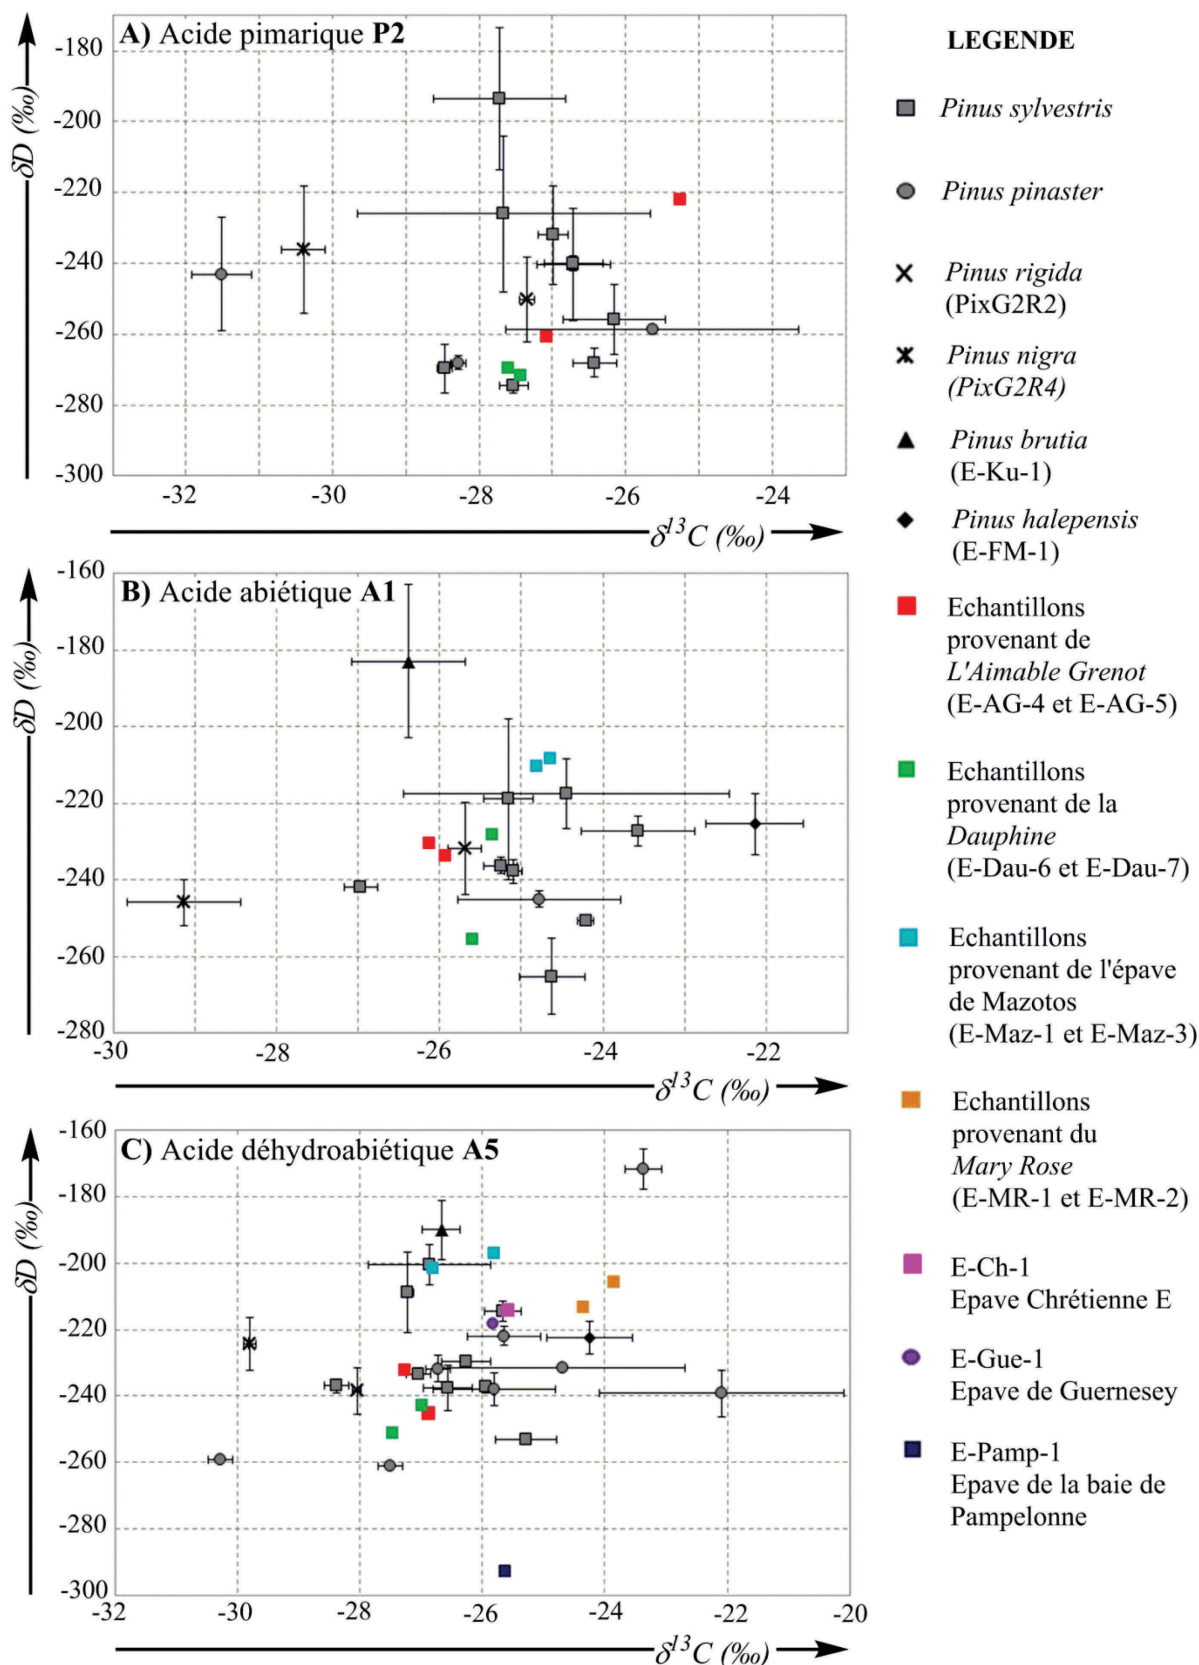 A) Acide pimarique P2
-180
-200
-220
-240
-260
-280
-300
δD (‰)
-32
-30
-28
-26
-24
δ13C (‰)
B) Acide abiétique A1
-160
-180
-200
-220
-240
-260
-280
δD (‰)
-30
-28
-26
-24
-22
δ13C (‰)
C) Acide déhydroabiétique A5
-160
-180
-200
-220
-240
-260
-280
-300
δD (‰)
-32
-30
-28
-26
-24
-22
-20
δ13C (‰)
LEGENDE
Pinus sylvestris
Pinus pinaster
Pinus rigida
(PixG2R2)
Pinus nigra
(PixG2R4)
Pinus brutia
(E-Ku-1)
Pinus halepensis
(E-FM-1)
Echantillons
provenant de
L'Aimable Grenot
(E-AG-4 et E-AG-5)
Echantillons
provenant de la
Dauphine
(E-Dau-6 et E-Dau-7)
Echantillons
provenant de l'épave
de Mazotos
(E-Maz-1 et E-Maz-3)
Echantillons
provenant du
Mary Rose
(E-MR-1 et E-MR-2)
E-Ch-1
Epave Chrétienne E
E-Gue-1
Epave de Guernesey
E-Pamp-1
Epave de la baie de
Pampelonne